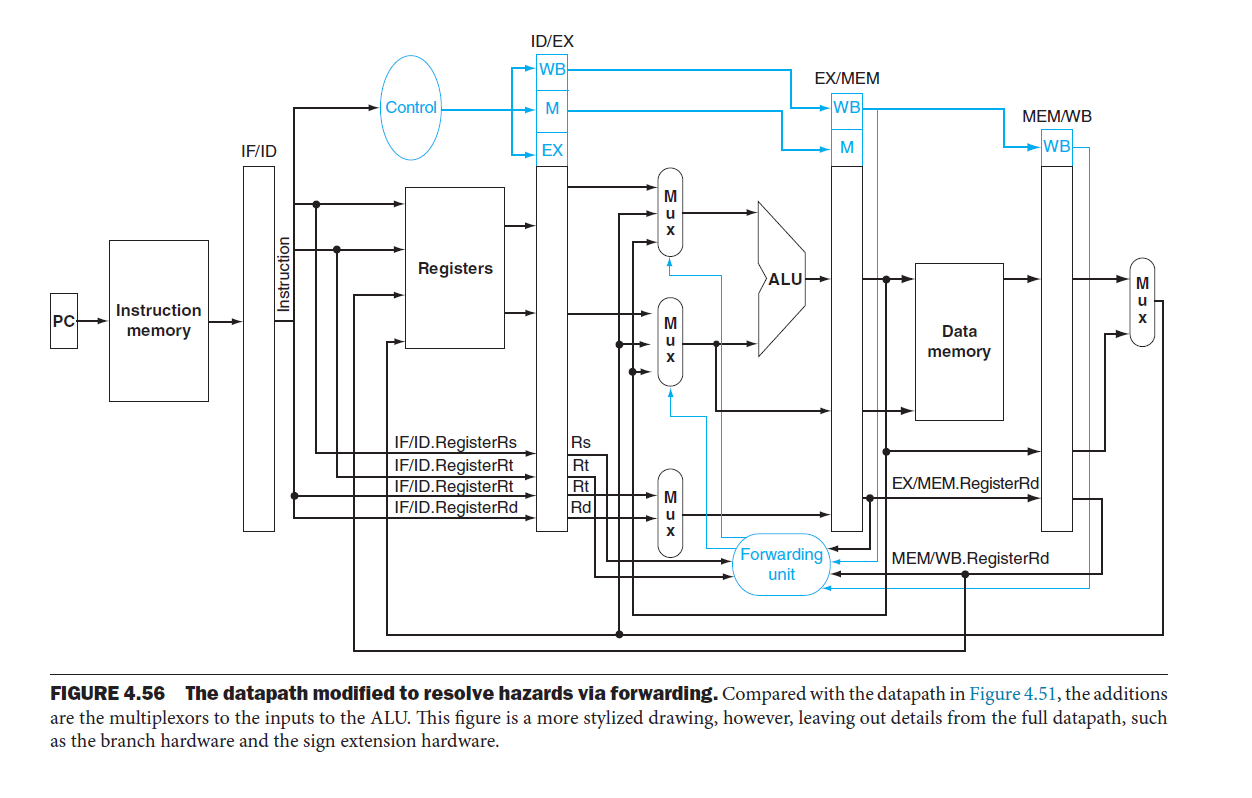 ID/EX
WB
EX/MEM
Control
M
WB
MEM/WB
IF/ID
EX
M
WB
M
u
x
Instruction
Registers
ALU
M
u
x
PC
Instruction
memory
M
u
x
Data
memory
IF/ID.RegisterRs
Rs
IF/ID.RegisterRt
Rt
IF/ID.RegisterRt
Rt
IF/ID.RegisterRd
Rd
M
u
x
EX/MEM.RegisterRd
Forwarding
unit
MEM/WB.RegisterRd
FIGURE 4.56 The datapath modified to resolve hazards via forwarding. Compared with the datapath in Figure 4.51, the additions
are the multiplexors to the inputs to the ALU. This figure is a more stylized drawing, however, leaving out details from the full datapath, such
as the branch hardware and the sign extension hardware.